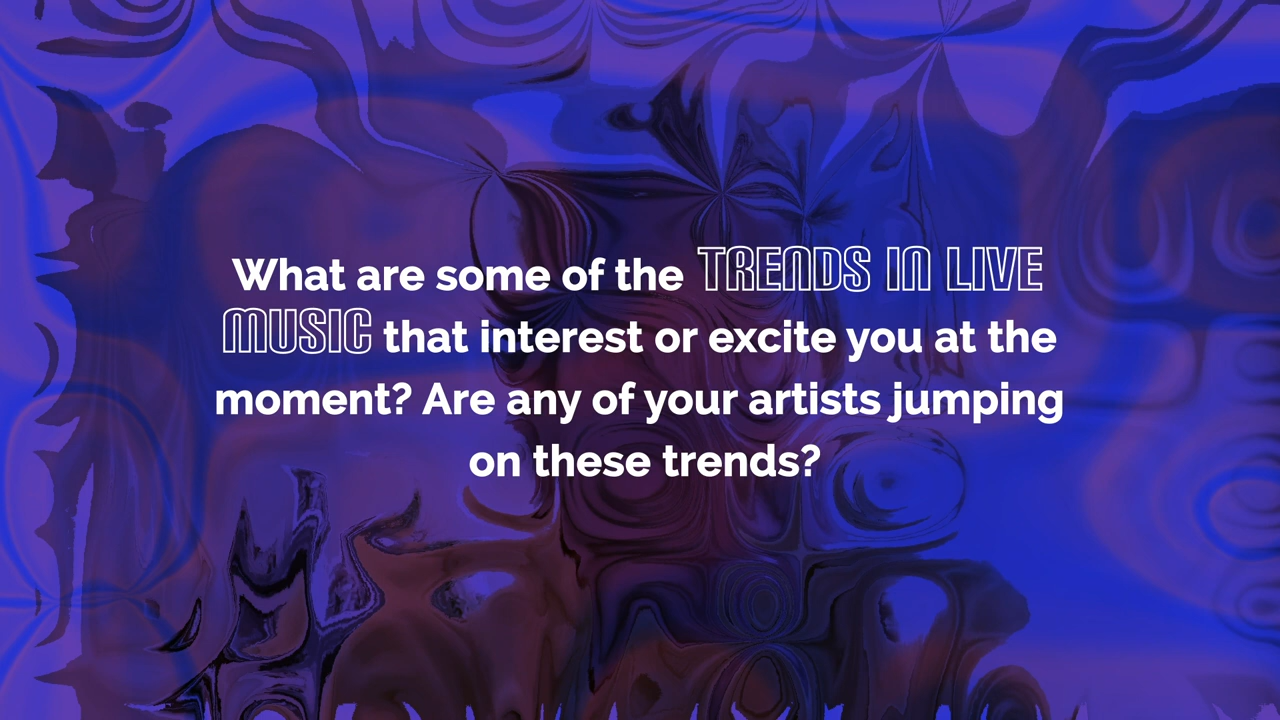 What are some of the TRENDS IN LIVE
MUSIC that interest or excite you at the
moment? Are any of your artists jumping
on these trends?